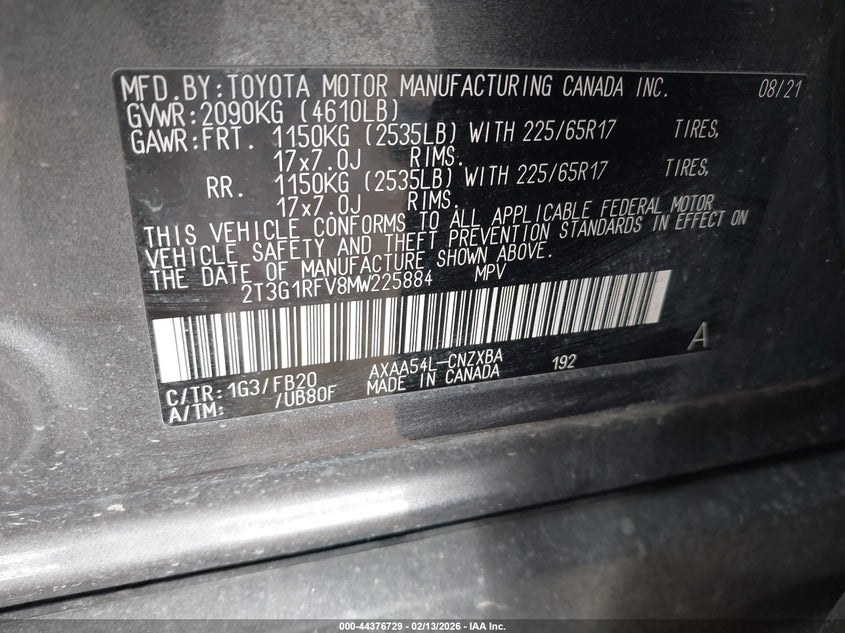 MFD.BY:TOYOTA MOTOR MANUFACTURING CANADA INC. 08/21
GVWR:2090KG (4610LB)
GAWR:FRT. 1150KG (2535LB) WITH 225/65R17 TIRES,
17x7.0J RIMS.
RR. 1150KG (2535LB) WITH 225/65R17 TIRES,
17x7.0J RIMS.
THIS VEHICLE CONFORMS TO ALL APPLICABLE FEDERAL MOTOR
VEHICLE SAFETY AND THEFT PREVENTION STANDARDS IN EFFECT ON
THE DATE OF MANUFACTURE SHOWN ABOVE.
2T3G1RFV8MW225884 MPV
A
C/TR:1G3/FB20 AXAA54L-CNZXBA 192
A/TM: /UB80F MADE IN CANADA
000-44376729 - 02/13/2026 - IAA Inc.